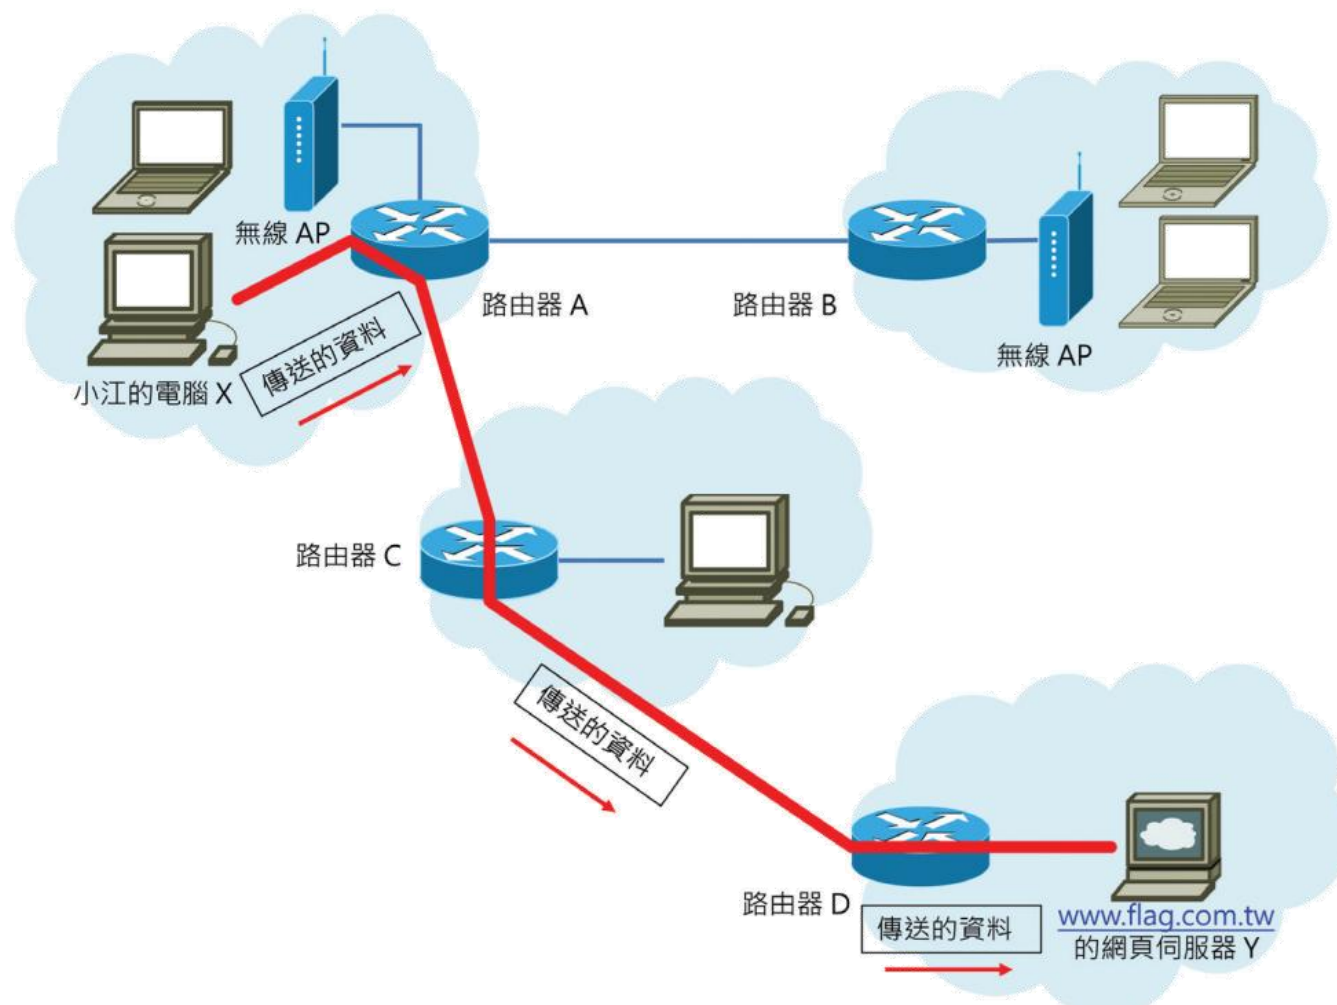 無線 AP
路由器 A
路由器 B
無線 AP
傳送的資料
小江的電腦 X
路由器 C
傳送的資料
路由器 D
傳送的資料
www.flag.com.tw
的網頁伺服器 Y